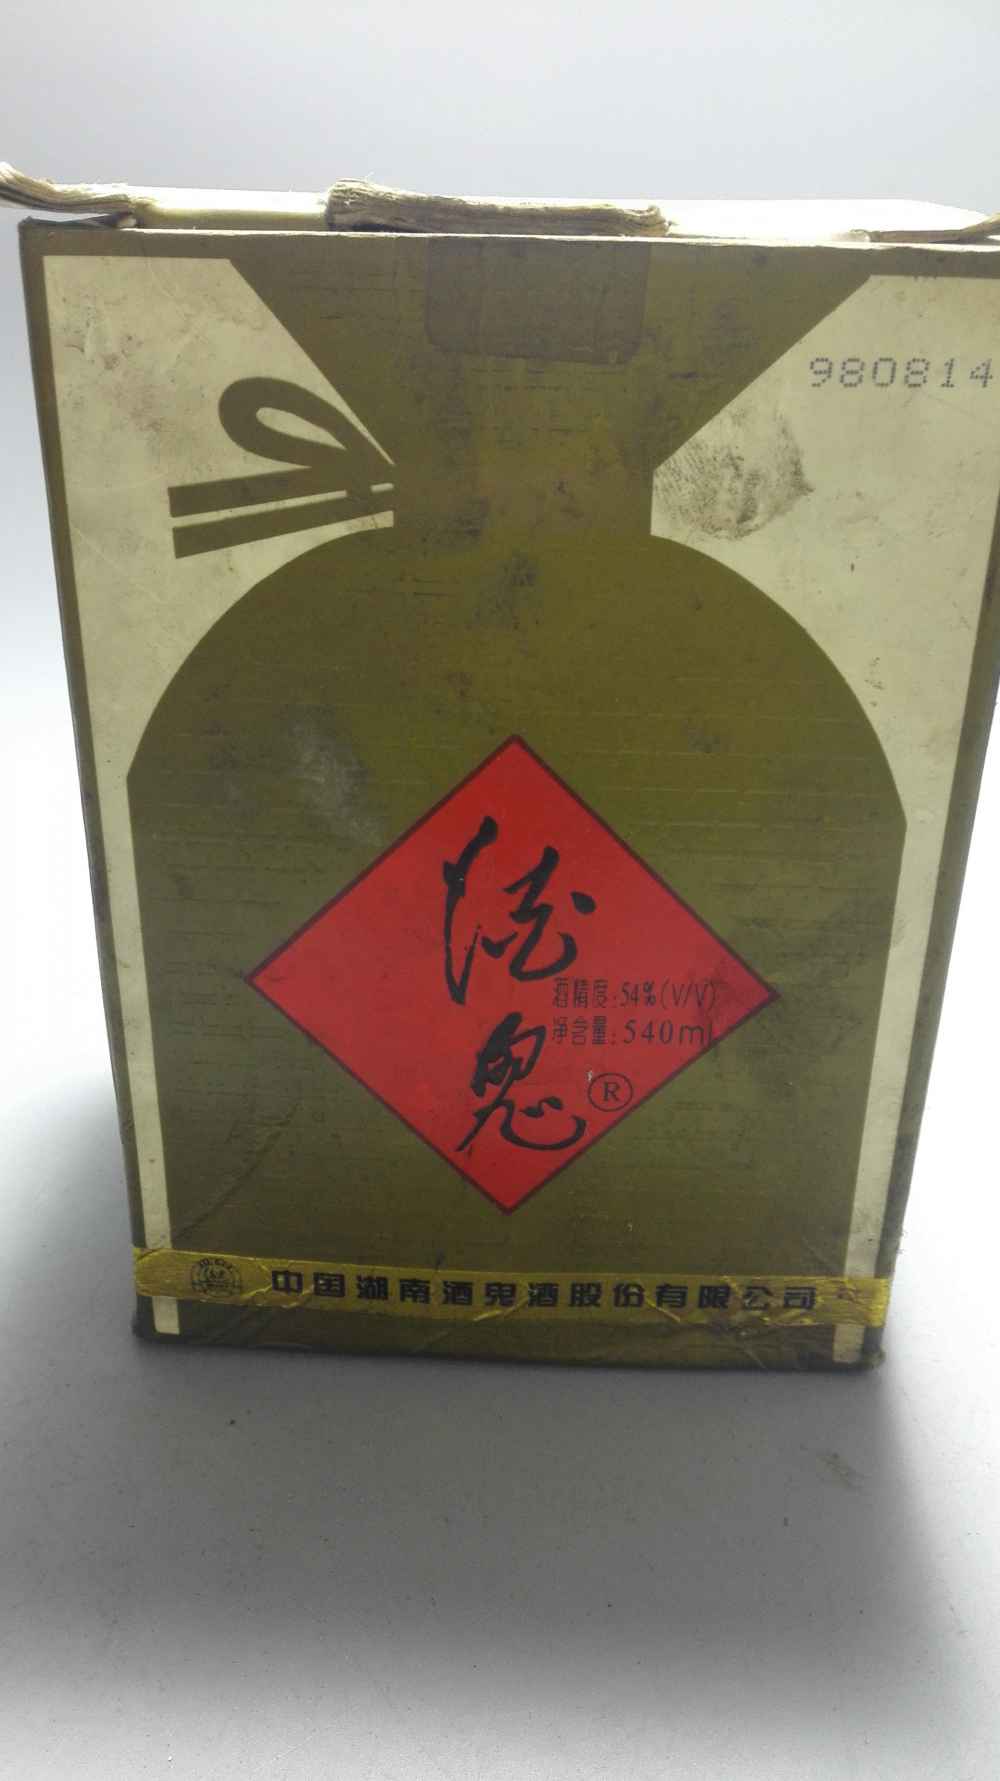 980814
酒
鬼
®
酒精度:54%(V/V)
净含量:540ml
中国湖南酒鬼酒股份有限公司